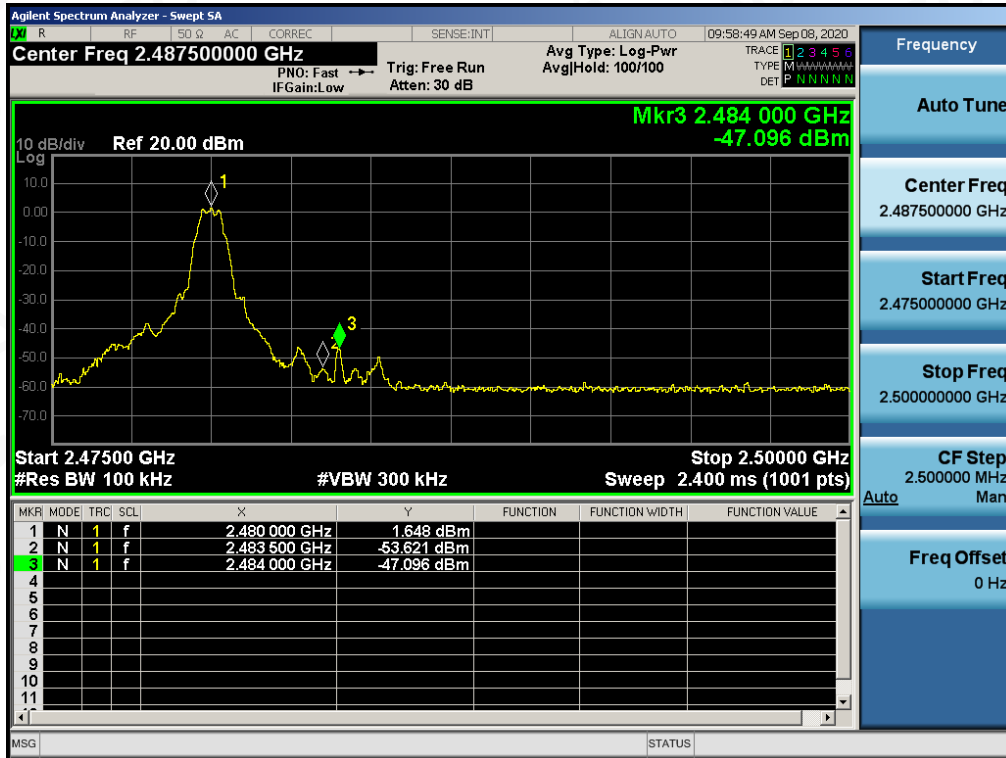 Agilent Spectrum Analyzer - Swept SA
LXI R RF 50 Ω AC CORREC SENSE:INT ALIGN AUTO 09:58:49 AM Sep 08, 2020
Center Freq 2.487500000 GHz
PNO: Fast
IFGain:Low
Trig: Free Run
Atten: 30 dB
Avg Type: Log-Pwr
Avg|Hold: 100/100
TRACE 1 2 3 4 5 6
TYPE M WWWWW
DET P N N N N N
Mkr3 2.484 000 GHz
-47.096 dBm
10 dB/div Ref 20.00 dBm
Log
10.0
0.00
-10.0
-20.0
-30.0
-40.0
-50.0
-60.0
-70.0
1
2
3
Start 2.47500 GHz Stop 2.50000 GHz
#Res BW 100 kHz #VBW 300 kHz Sweep 2.400 ms (1001 pts)
MKR MODE TRC SCL X Y FUNCTION FUNCTION WIDTH FUNCTION VALUE
1 N 1 f 2.480 000 GHz 1.648 dBm
2 N 1 f 2.483 500 GHz -53.621 dBm
3 N 1 f 2.484 000 GHz -47.096 dBm
4
5
6
7
8
9
10
11
MSG STATUS
Frequency
Auto Tune
Center Freq
2.487500000 GHz
Start Freq
2.475000000 GHz
Stop Freq
2.500000000 GHz
CF Step
2.500000 MHz
Auto Man
Freq Offset
0 Hz